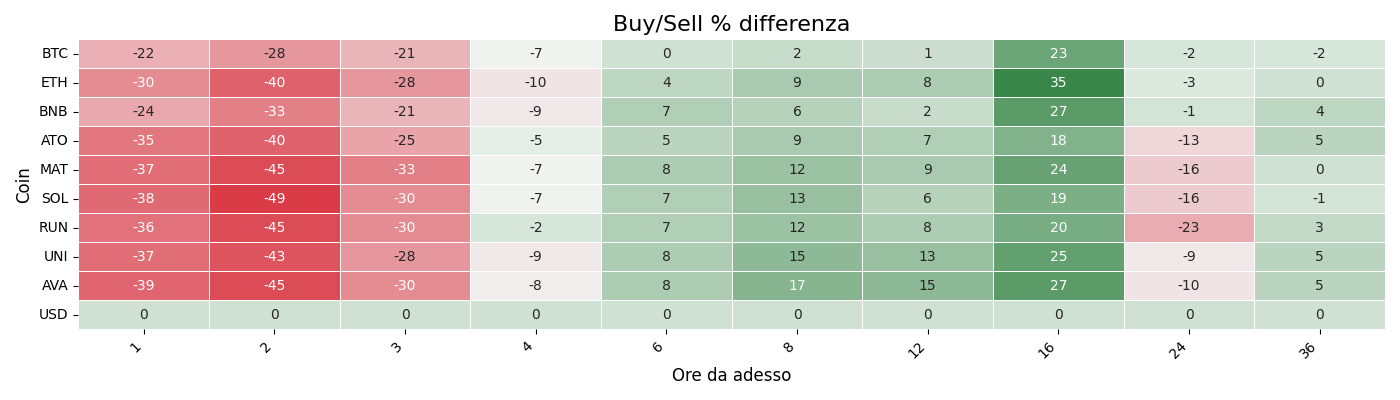 Buy/Sell % differenza
Coin
BTC -22 -28 -21 -7 0 2 1 23 -2 -2
ETH -30 -40 -28 -10 4 9 8 35 -3 0
BNB -24 -33 -21 -9 7 6 2 27 -1 4
ATO -35 -40 -25 -5 5 9 7 18 -13 5
MAT -37 -45 -33 -7 8 12 9 24 -16 0
SOL -38 -49 -30 -7 7 13 6 19 -16 -1
RUN -36 -45 -30 -2 7 12 8 20 -23 3
UNI -37 -43 -28 -9 8 15 13 25 -9 5
AVA -39 -45 -30 -8 8 17 15 27 -10 5
USD 0 0 0 0 0 0 0 0 0 0
1 2 3 4 6 8 12 16 24 36
Ore da adesso